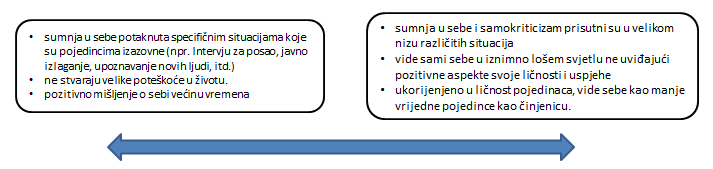 • sumnja u sebe potaknuta specifičnim situacijama koje
su pojedincima izazovne (npr. Intervju za posao, javno
izlaganje, upoznavanje novih ljudi, itd.)
• ne stvaraju velike poteškoće u životu.
• pozitivno mišljenje o sebi većinu vremena
• sumnja u sebe i samokriticizam prisutni su u velikom
nizu različitih situacija
• vide sami sebe u iznimno lošem svjetlu ne uviđajući
pozitivne aspekte svoje ličnosti i uspjehe
• ukorijenjeno u ličnost pojedinaca, vide sebe kao manje
vrijedne pojedince kao činjenicu.